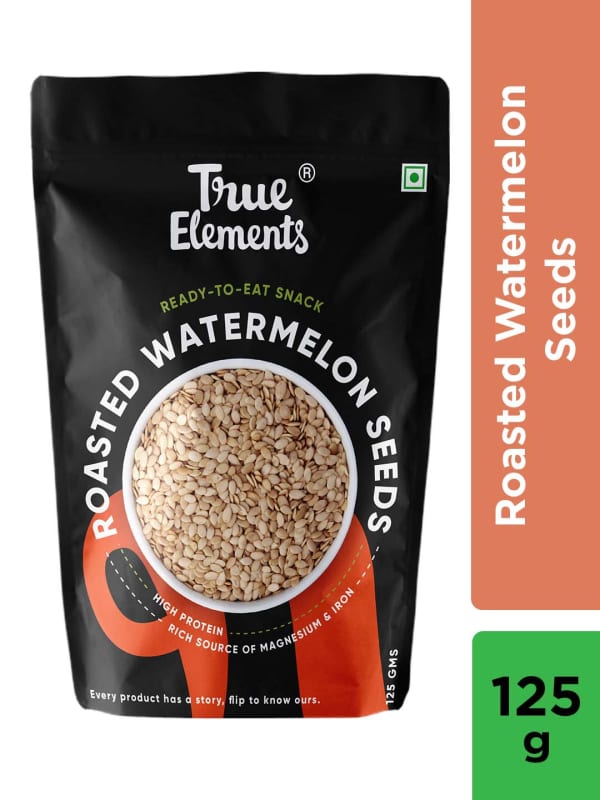 True ®
Elements
READY-TO-EAT SNACK
ROASTED WATERMELON SEEDS
HIGH PROTEIN
RICH SOURCE OF MAGNESIUM & IRON
Every product has a story, flip to know ours.
125 GMS
Roasted Watermelon
Seeds
125
g